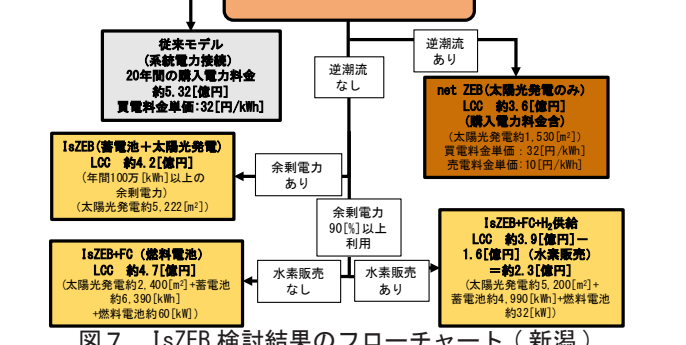 従来モデル
(系統電力接続)
20年間の購入電力料金
約5.32[億円]
買電料金単価:32[円/kWh]
逆潮流
なし
逆潮流
あり
net ZEB(太陽光発電のみ)
LCC 約3.6[億円]
(購入電力料金含)
(太陽光発電約1,530[m²])
買電料金単価：32[円/kWh]
売電料金単価:10[円/kWh]
IsZEB(蓄電池＋太陽光発電)
LCC 約4.2[億円]
(年間100万[kWh]以上の
余剰電力)
(太陽光発電約5,222[m²])
余剰電力
あり
余剰電力
90[%]以上
利用
IsZEB+FC (燃料電池)
LCC 約4.7[億円]
(太陽光発電約2,400[m²]+蓄電池
約6,390[kWh]
+燃料電池約60[kW])
水素販売
なし
水素販売
あり
IsZEB+FC+H₂供給
LCC 約3.9[億円]－
1.6[億円] (水素販売)
＝約2.3[億円]
(太陽光発電約5,200[m²]+
蓄電池約4,990[kWh]+燃料電池
約32[kW])
図７ IsZEB 検討結果のフローチャート（新潟）